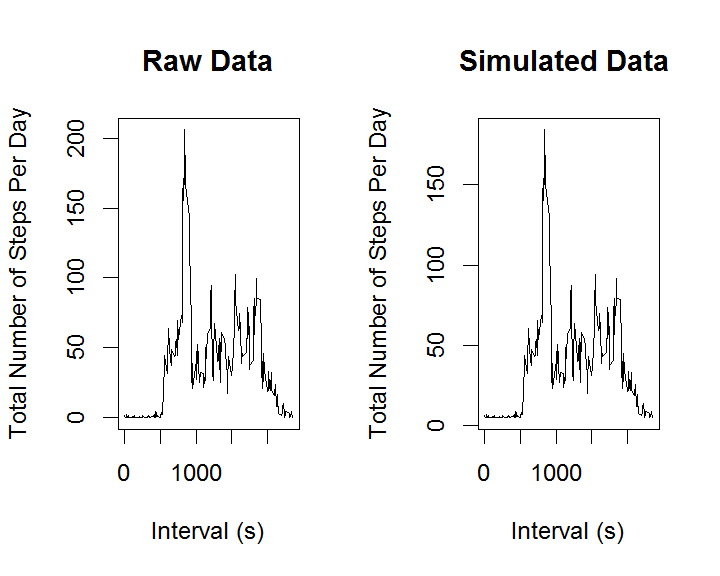 Raw Data
Total Number of Steps Per Day
200
150
100
50
0
0 1000
Interval (s)
Simulated Data
Total Number of Steps Per Day
150
100
50
0
0 1000
Interval (s)